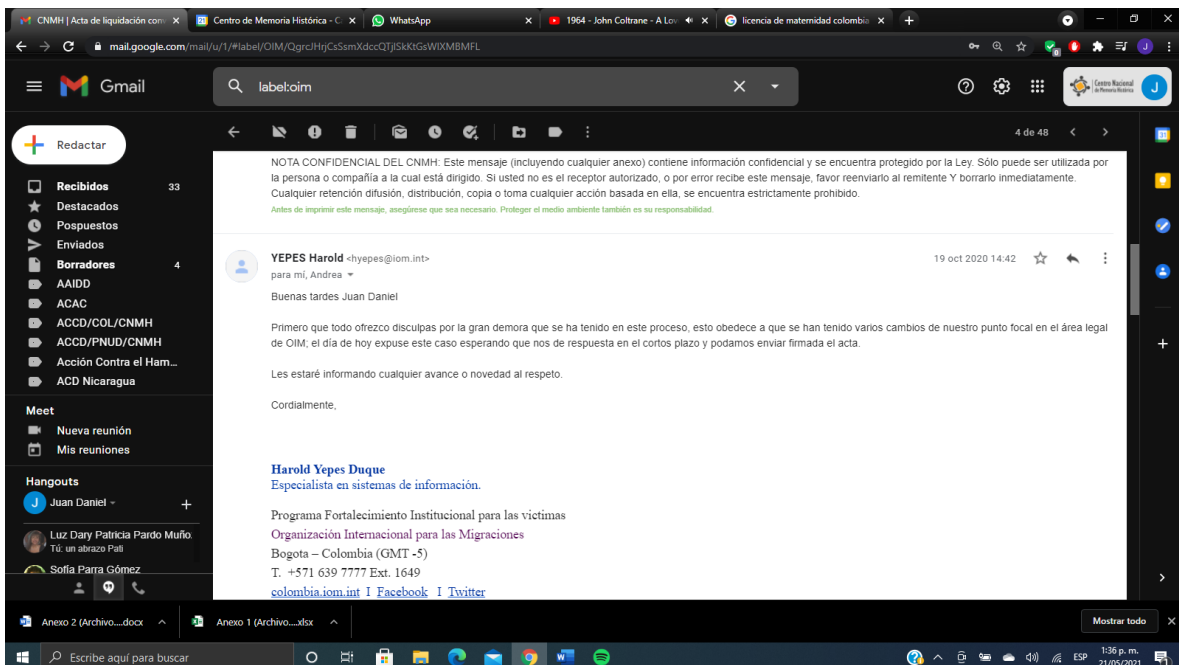 CNMH | Acta de liquidación conv
Centro de Memoria Histórica - C
WhatsApp
1964 - John Coltrane - A Lov
licencia de maternidad colombia
mail.google.com/mail/u/1/#label/OIM/QgrcJHrjCsSsmXdccQTjlSkKtGsWlXMBMFL
Gmail
label:oim
Centro Nacional
de Memoria Histórica
J
Redactar
4 de 48
Recibidos 33
Destacados
Pospuestos
Enviados
Borradores 4
AAIDD
ACAC
ACCD/COL/CNMH
ACCD/PNUD/CNMH
Acción Contra el Ham...
ACD Nicaragua
Meet
Nueva reunión
Mis reuniones
Hangouts
J Juan Daniel
Luz Dary Patricia Pardo Muño
Tú: un abrazo Pati
Sofía Parra Gómez
NOTA CONFIDENCIAL DEL CNMH: Este mensaje (incluyendo cualquier anexo) contiene información confidencial y se encuentra protegido por la Ley. Sólo puede ser utilizada por
la persona o compañía a la cual está dirigido. Si usted no es el receptor autorizado, o por error recibe este mensaje, favor reenviarlo al remitente Y borrarlo inmediatamente.
Cualquier retención difusión, distribución, copia o toma cualquier acción basada en ella, se encuentra estrictamente prohibido.
Antes de imprimir este mensaje, asegúrese que sea necesario. Proteger el medio ambiente también es su responsabilidad.
YEPES Harold <hyepes@iom.int> 19 oct 2020 14:42
para mí, Andrea
Buenas tardes Juan Daniel
Primero que todo ofrezco disculpas por la gran demora que se ha tenido en este proceso, esto obedece a que se han tenido varios cambios de nuestro punto focal en el área legal
de OIM; el día de hoy expuse este caso esperando que nos de respuesta en el cortos plazo y podamos enviar firmada el acta.
Les estaré informando cualquier avance o novedad al respeto.
Cordialmente,
Harold Yepes Duque
Especialista en sistemas de información.
Programa Fortalecimiento Institucional para las victimas
Organización Internacional para las Migraciones
Bogota – Colombia (GMT -5)
T. +571 639 7777 Ext. 1649
colombia.iom.int I Facebook I Twitter
Anexo 2 (Archivo....docx
Anexo 1 (Archivo....xlsx
Mostrar todo
Escribe aquí para buscar
ESP
1:36 p. m.
21/05/2021